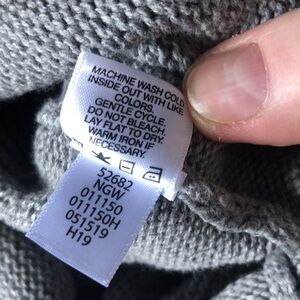 MACHINE WASH COLD
INSIDE OUT WITH LIKE
COLORS.
GENTLE CYCLE.
DO NOT BLEACH.
LAY FLAT TO DRY.
WARM IRON IF
NECESSARY.
52682
NGW
011150
011150H
051519
H19